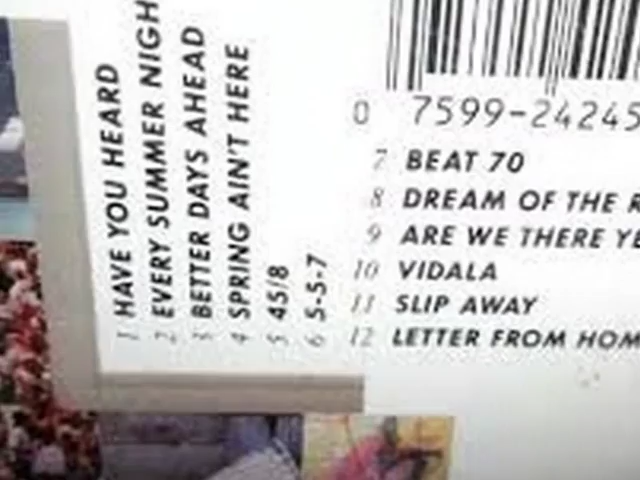 1 HAVE YOU HEARD
2 EVERY SUMMER NIGH
3 BETTER DAYS AHEAD
4 SPRING AIN'T HERE
5 45/8
6 5-5-7
0 7599-24245
7 BEAT 70
8 DREAM OF THE R
9 ARE WE THERE YE
10 VIDALA
11 SLIP AWAY
12 LETTER FROM HOM